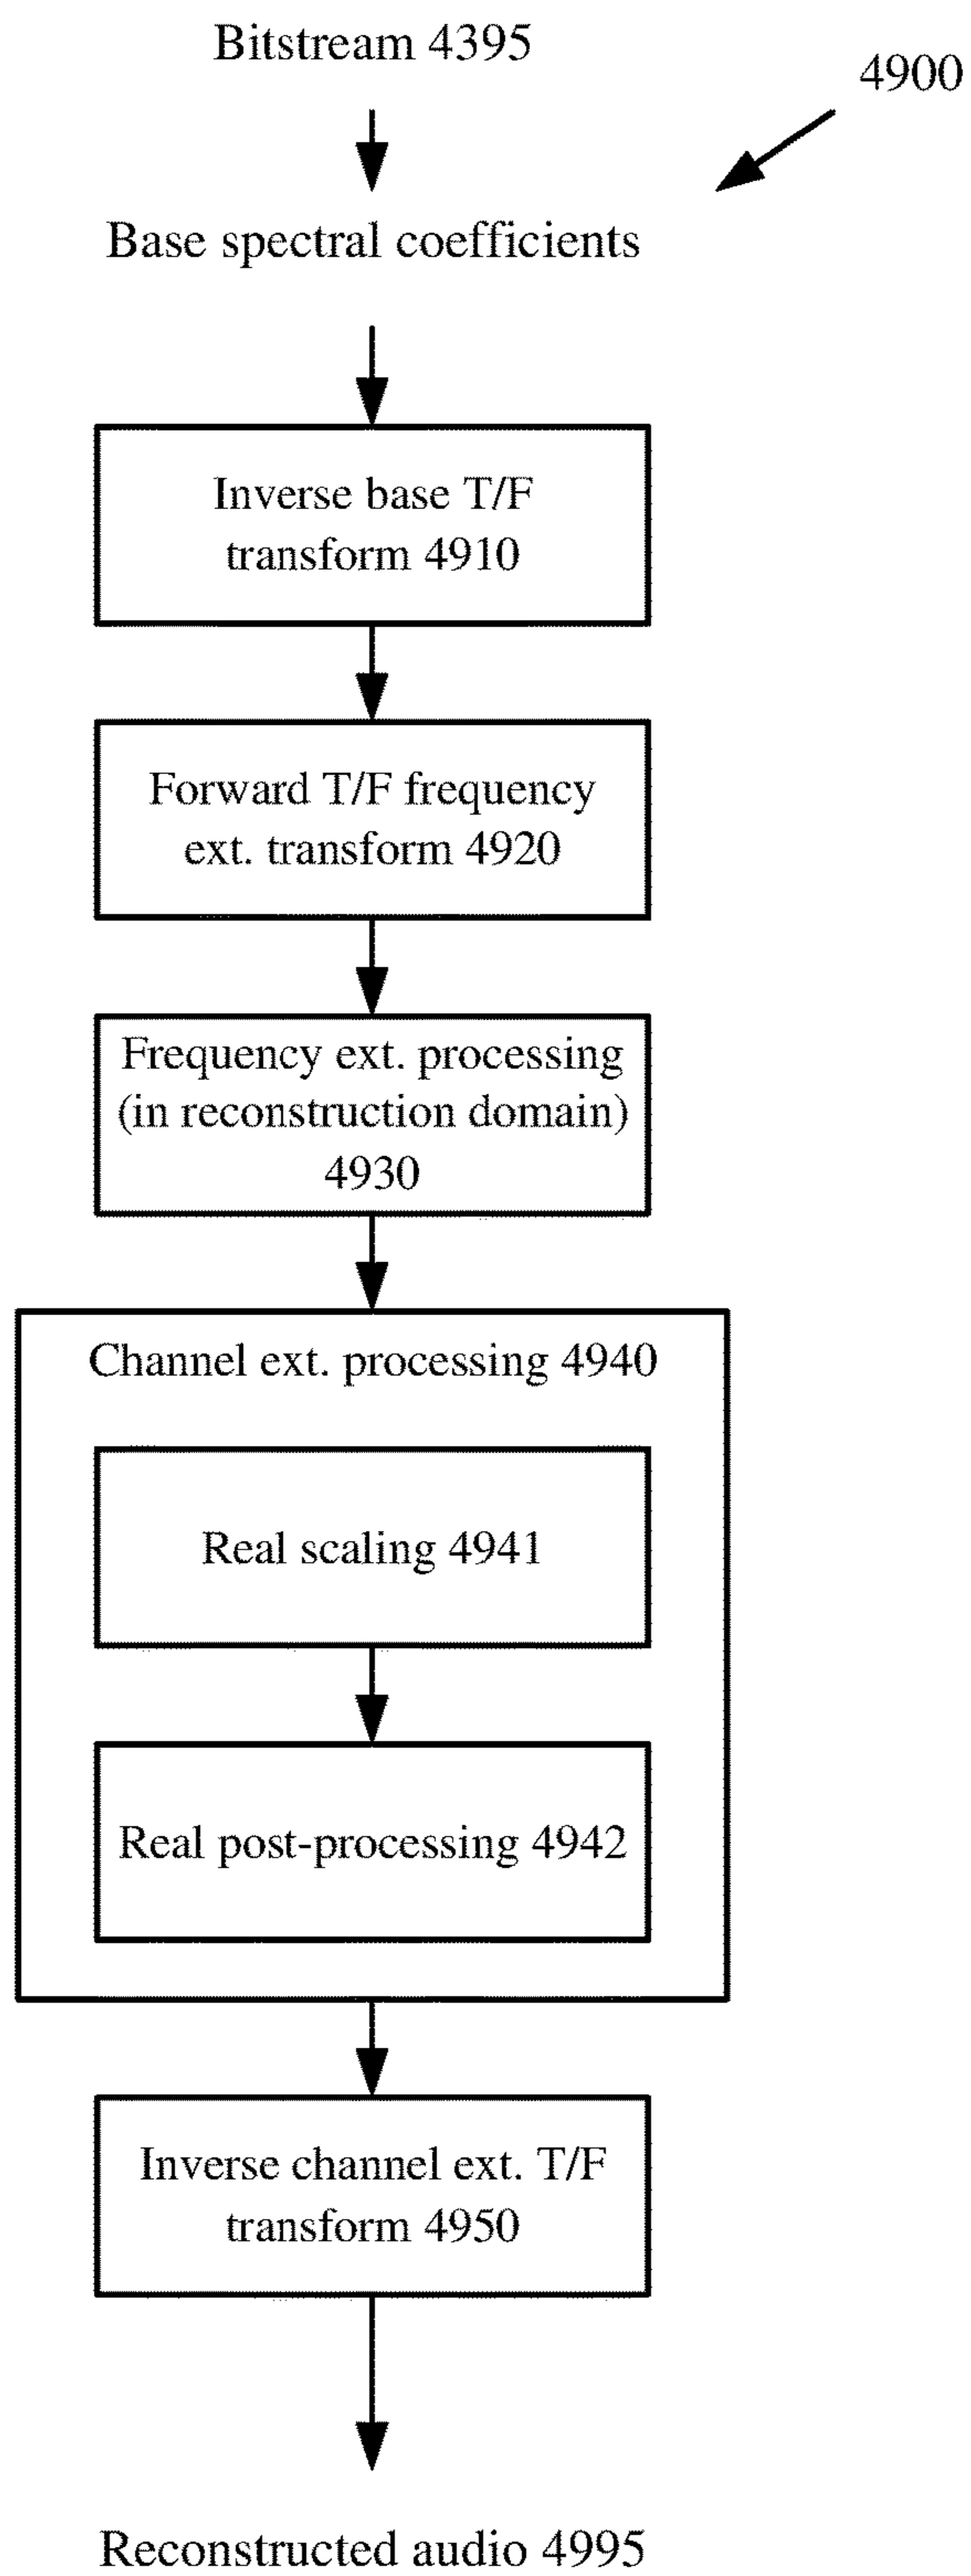 Bitstream 4395
4900
Base spectral coefficients
Inverse base T/F
transform 4910
Forward T/F frequency
ext. transform 4920
Frequency ext. processing
(in reconstruction domain)
4930
Channel ext. processing 4940
Real scaling 4941
Real post-processing 4942
Inverse channel ext. T/F
transform 4950
Reconstructed audio 4995